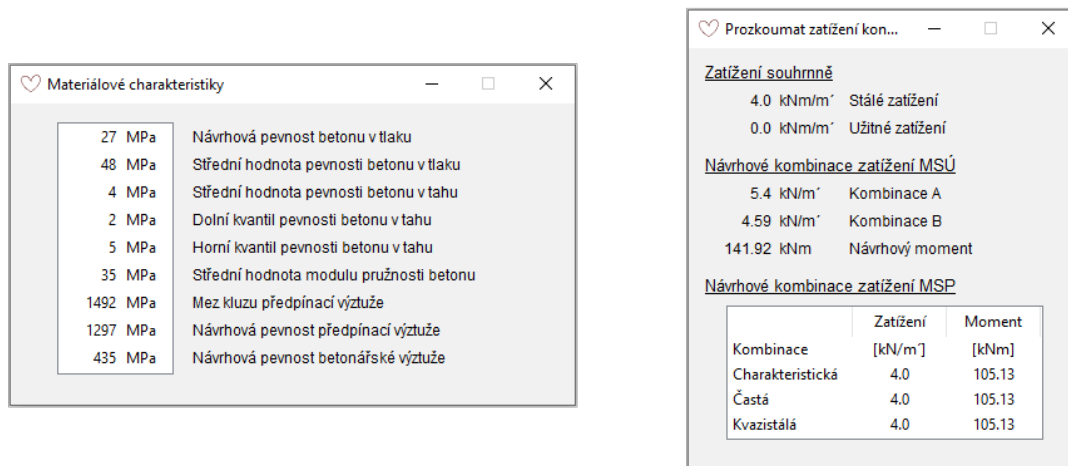 Materiálové charakteristiky
27 MPa Návrhová pevnost betonu v tlaku
48 MPa Střední hodnota pevnosti betonu v tlaku
4 MPa Střední hodnota pevnosti betonu v tahu
2 MPa Dolní kvantil pevnosti betonu v tahu
5 MPa Horní kvantil pevnosti betonu v tahu
35 MPa Střední hodnota modulu pružnosti betonu
1492 MPa Mez kluzu předpínací výztuže
1297 MPa Návrhová pevnost předpínací výztuže
435 MPa Návrhová pevnost betonářské výztuže
Prozkoumat zatížení kon...
Zatížení souhrnně
4.0 kNm/m´ Stálé zatížení
0.0 kNm/m´ Užitné zatížení
Návrhové kombinace zatížení MSÚ
5.4 kN/m´ Kombinace A
4.59 kN/m´ Kombinace B
141.92 kNm Návrhový moment
Návrhové kombinace zatížení MSP
Zatížení Moment
Kombinace [kN/m´] [kNm]
Charakteristická 4.0 105.13
Častá 4.0 105.13
Kvazistálá 4.0 105.13